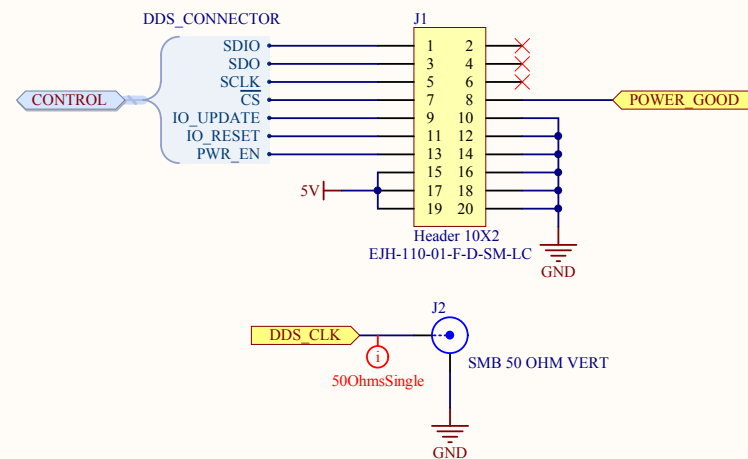 DDS_CONNECTOR
J1
SDIO 1 2
SDO 3 4
SCLK 5 6
CONTROL CS 7 8 POWER_GOOD
IO_UPDATE 9 10
IO_RESET 11 12
PWR_EN 13 14
15 16
5V 17 18
19 20
Header 10X2
EJH-110-01-F-D-SM-LC
GND
J2
DDS_CLK
i
SMB 50 OHM VERT
50OhmsSingle
GND